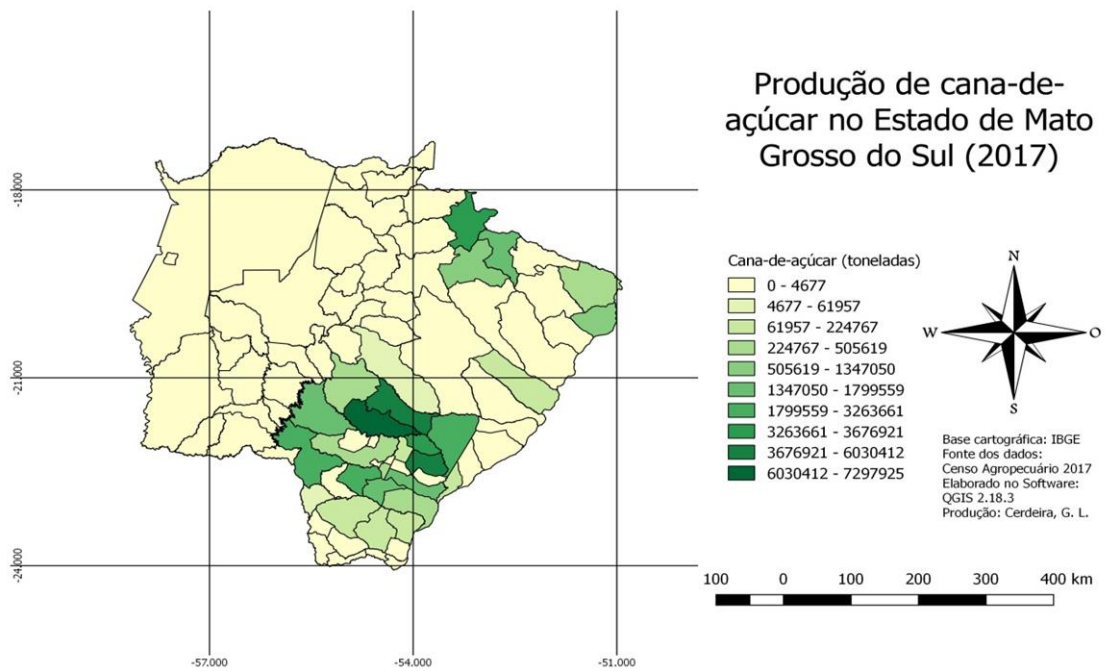 Produção de cana-de-
açúcar no Estado de Mato
Grosso do Sul (2017)
-18.000
-21.000
-24.000
-57.000
-54.000
-51.000
Cana-de-açúcar (toneladas)
0 - 4677
4677 - 61957
61957 - 224767
224767 - 505619
505619 - 1347050
1347050 - 1799559
1799559 - 3263661
3263661 - 3676921
3676921 - 6030412
6030412 - 7297925
N
W
O
S
Base cartográfica: IBGE
Fonte dos dados:
Censo Agropecuário 2017
Elaborado no Software:
QGIS 2.18.3
Produção: Cerdeira, G. L.
100 0 100 200 300 400 km